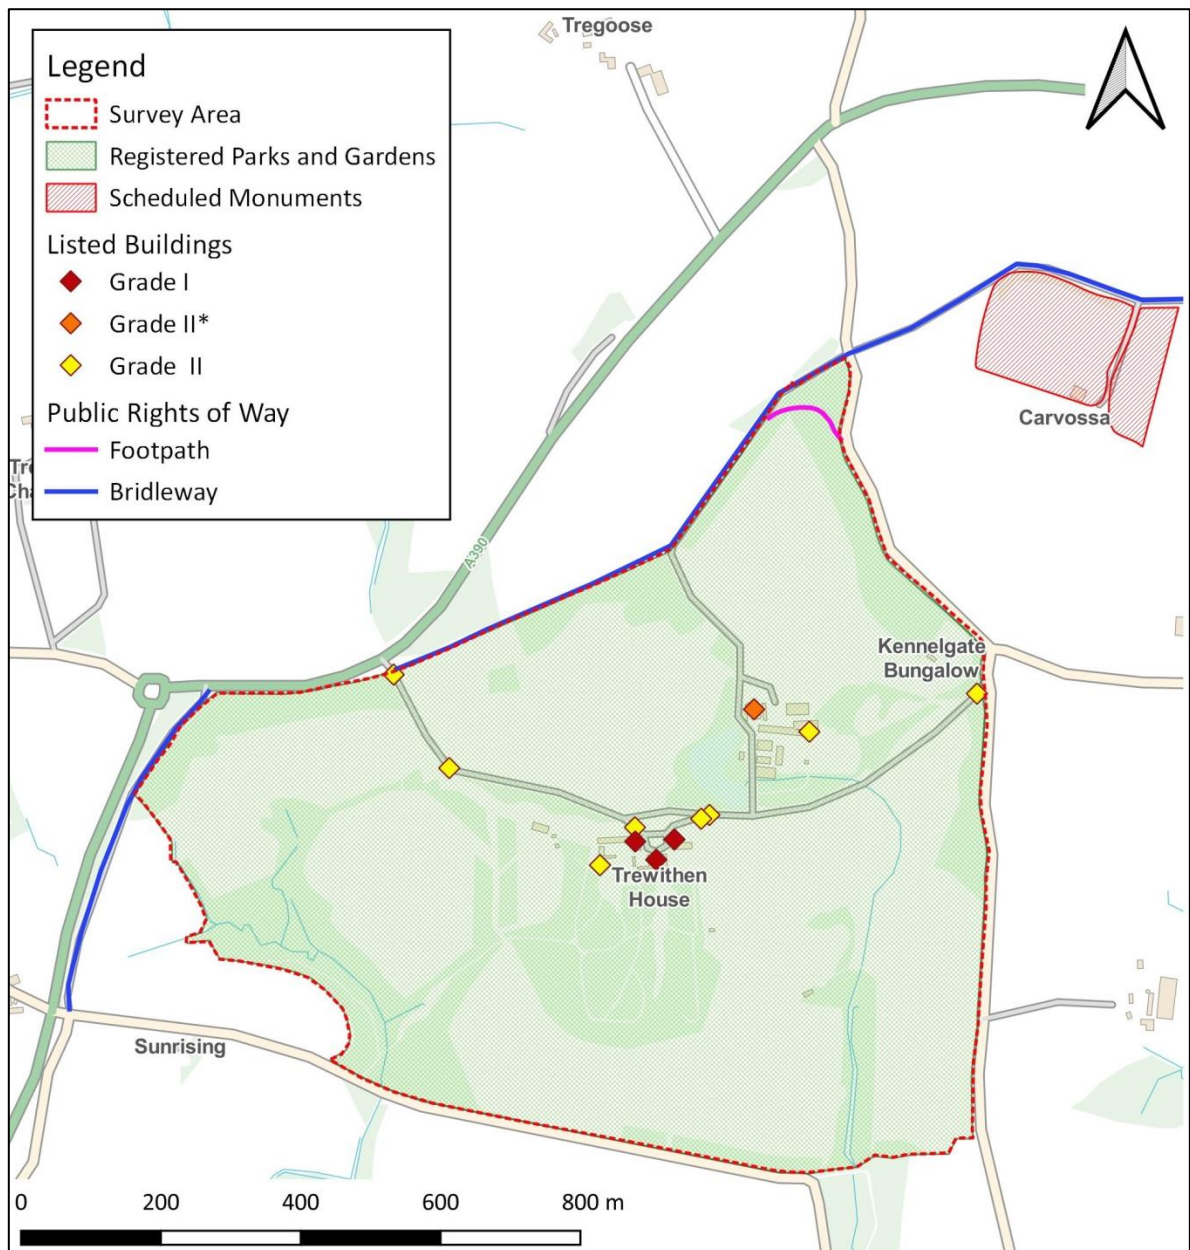 Tregoose
Legend
Survey Area
Registered Parks and Gardens
Scheduled Monuments
Listed Buildings
Grade I
Grade II*
Grade II
Public Rights of Way
Footpath
Bridleway
Carvossa
A390
Kennelgate
Bungalow
Trewithen
House
Sunrising
0 200 400 600 800 m